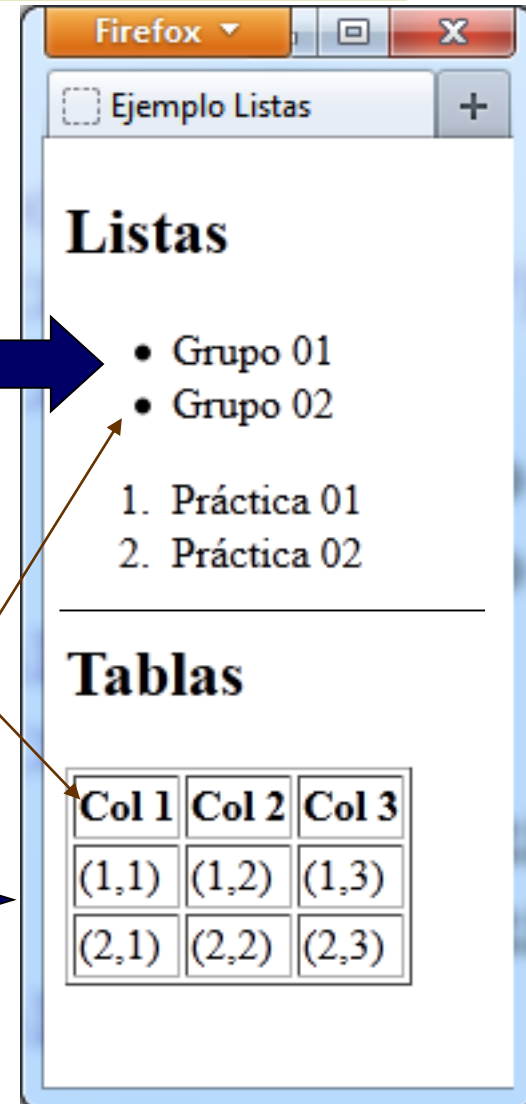 Firefox
Ejemplo Listas
Listas
• Grupo 01
• Grupo 02
1. Práctica 01
2. Práctica 02
Tablas
Col 1 Col 2 Col 3
(1,1) (1,2) (1,3)
(2,1) (2,2) (2,3)